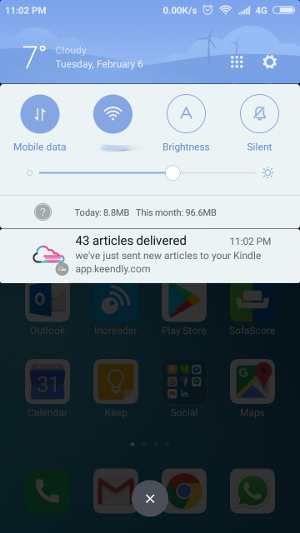 11:02 PM
0.00K/s
4G
7°
Cloudy
Tuesday, February 6
Mobile data
Brightness
Silent
A
?
Today: 8.8MB This month: 96.6MB
43 articles delivered
11:02 PM
we've just sent new articles to your Kindle
app.keendly.com
Outlook
Inoreader
Play Store
SofaScore
31
Calendar
Keep
Social
Maps